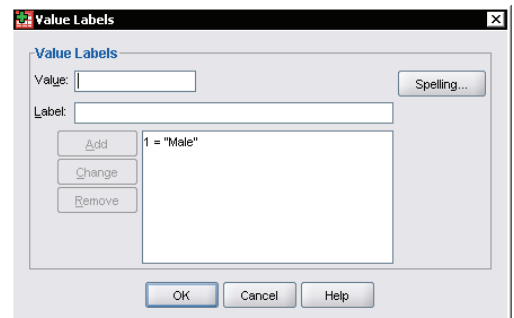 Value Labels
Value Labels
Value:
Spelling...
Label:
Add
1 = "Male"
Change
Remove
OK Cancel Help